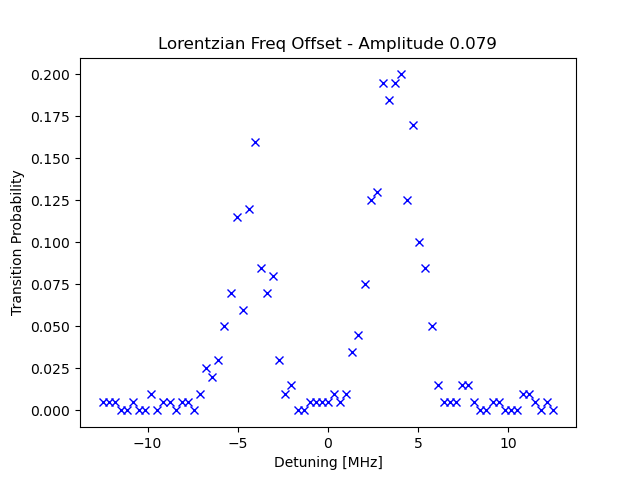 Lorentzian Freq Offset - Amplitude 0.079
0.200
0.175
0.150
0.125
0.100
0.075
0.050
0.025
0.000
Transition Probability
−10 −5 0 5 10
Detuning [MHz]